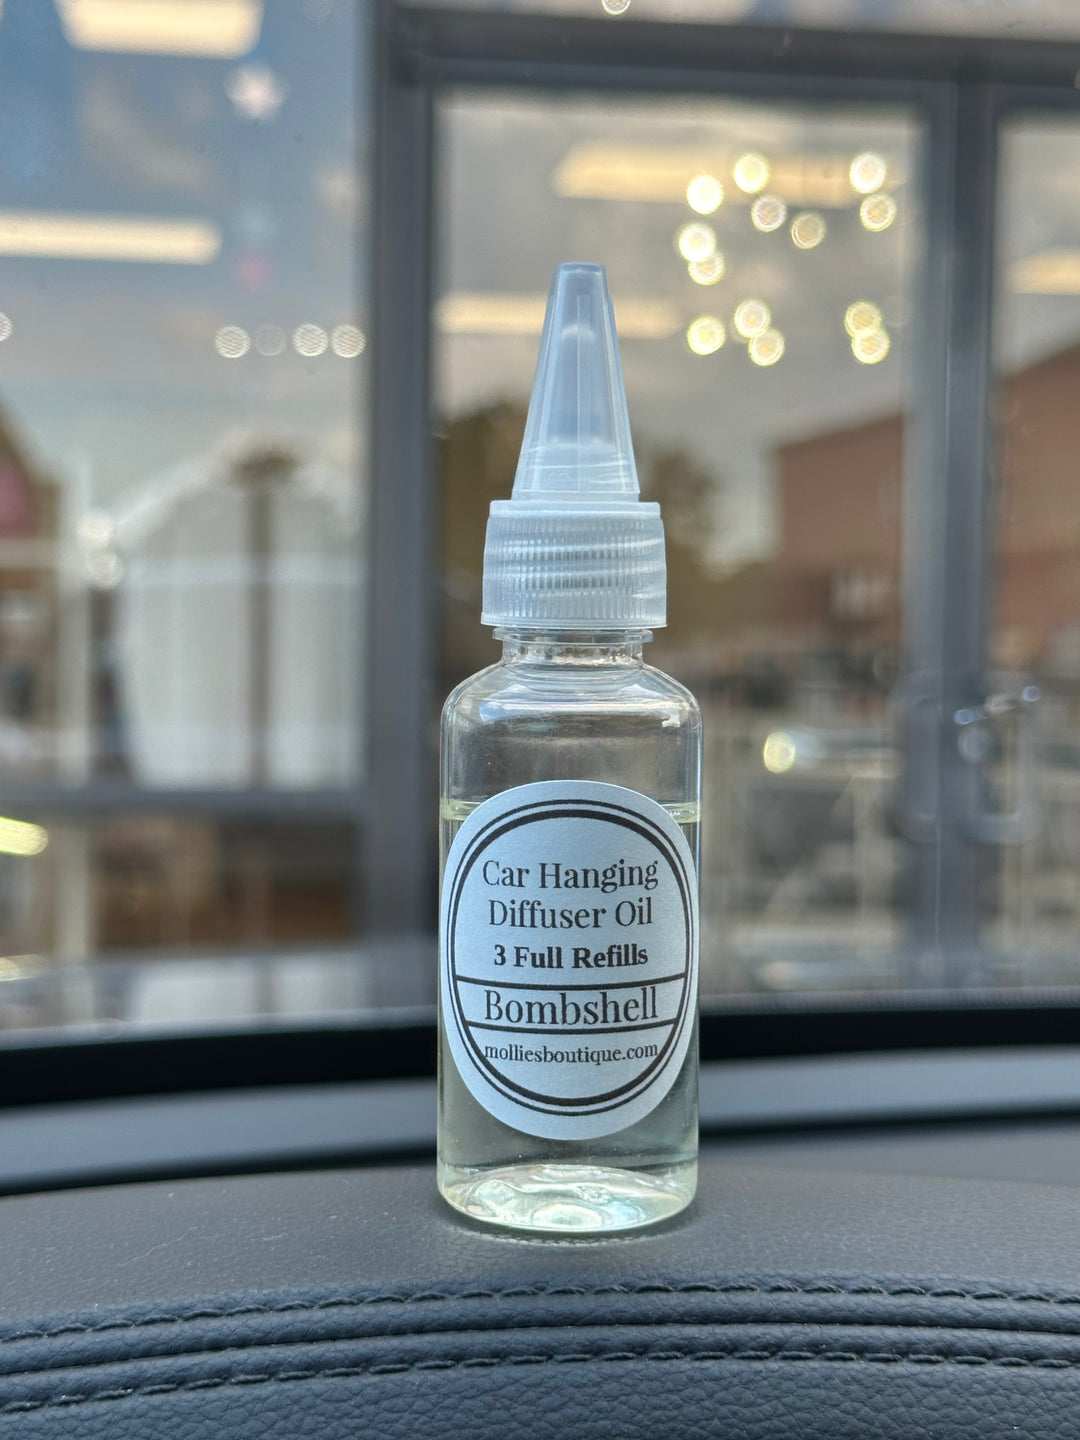 Car Hanging
Diffuser Oil
3 Full Refills
Bombshell
molliesboutique.com